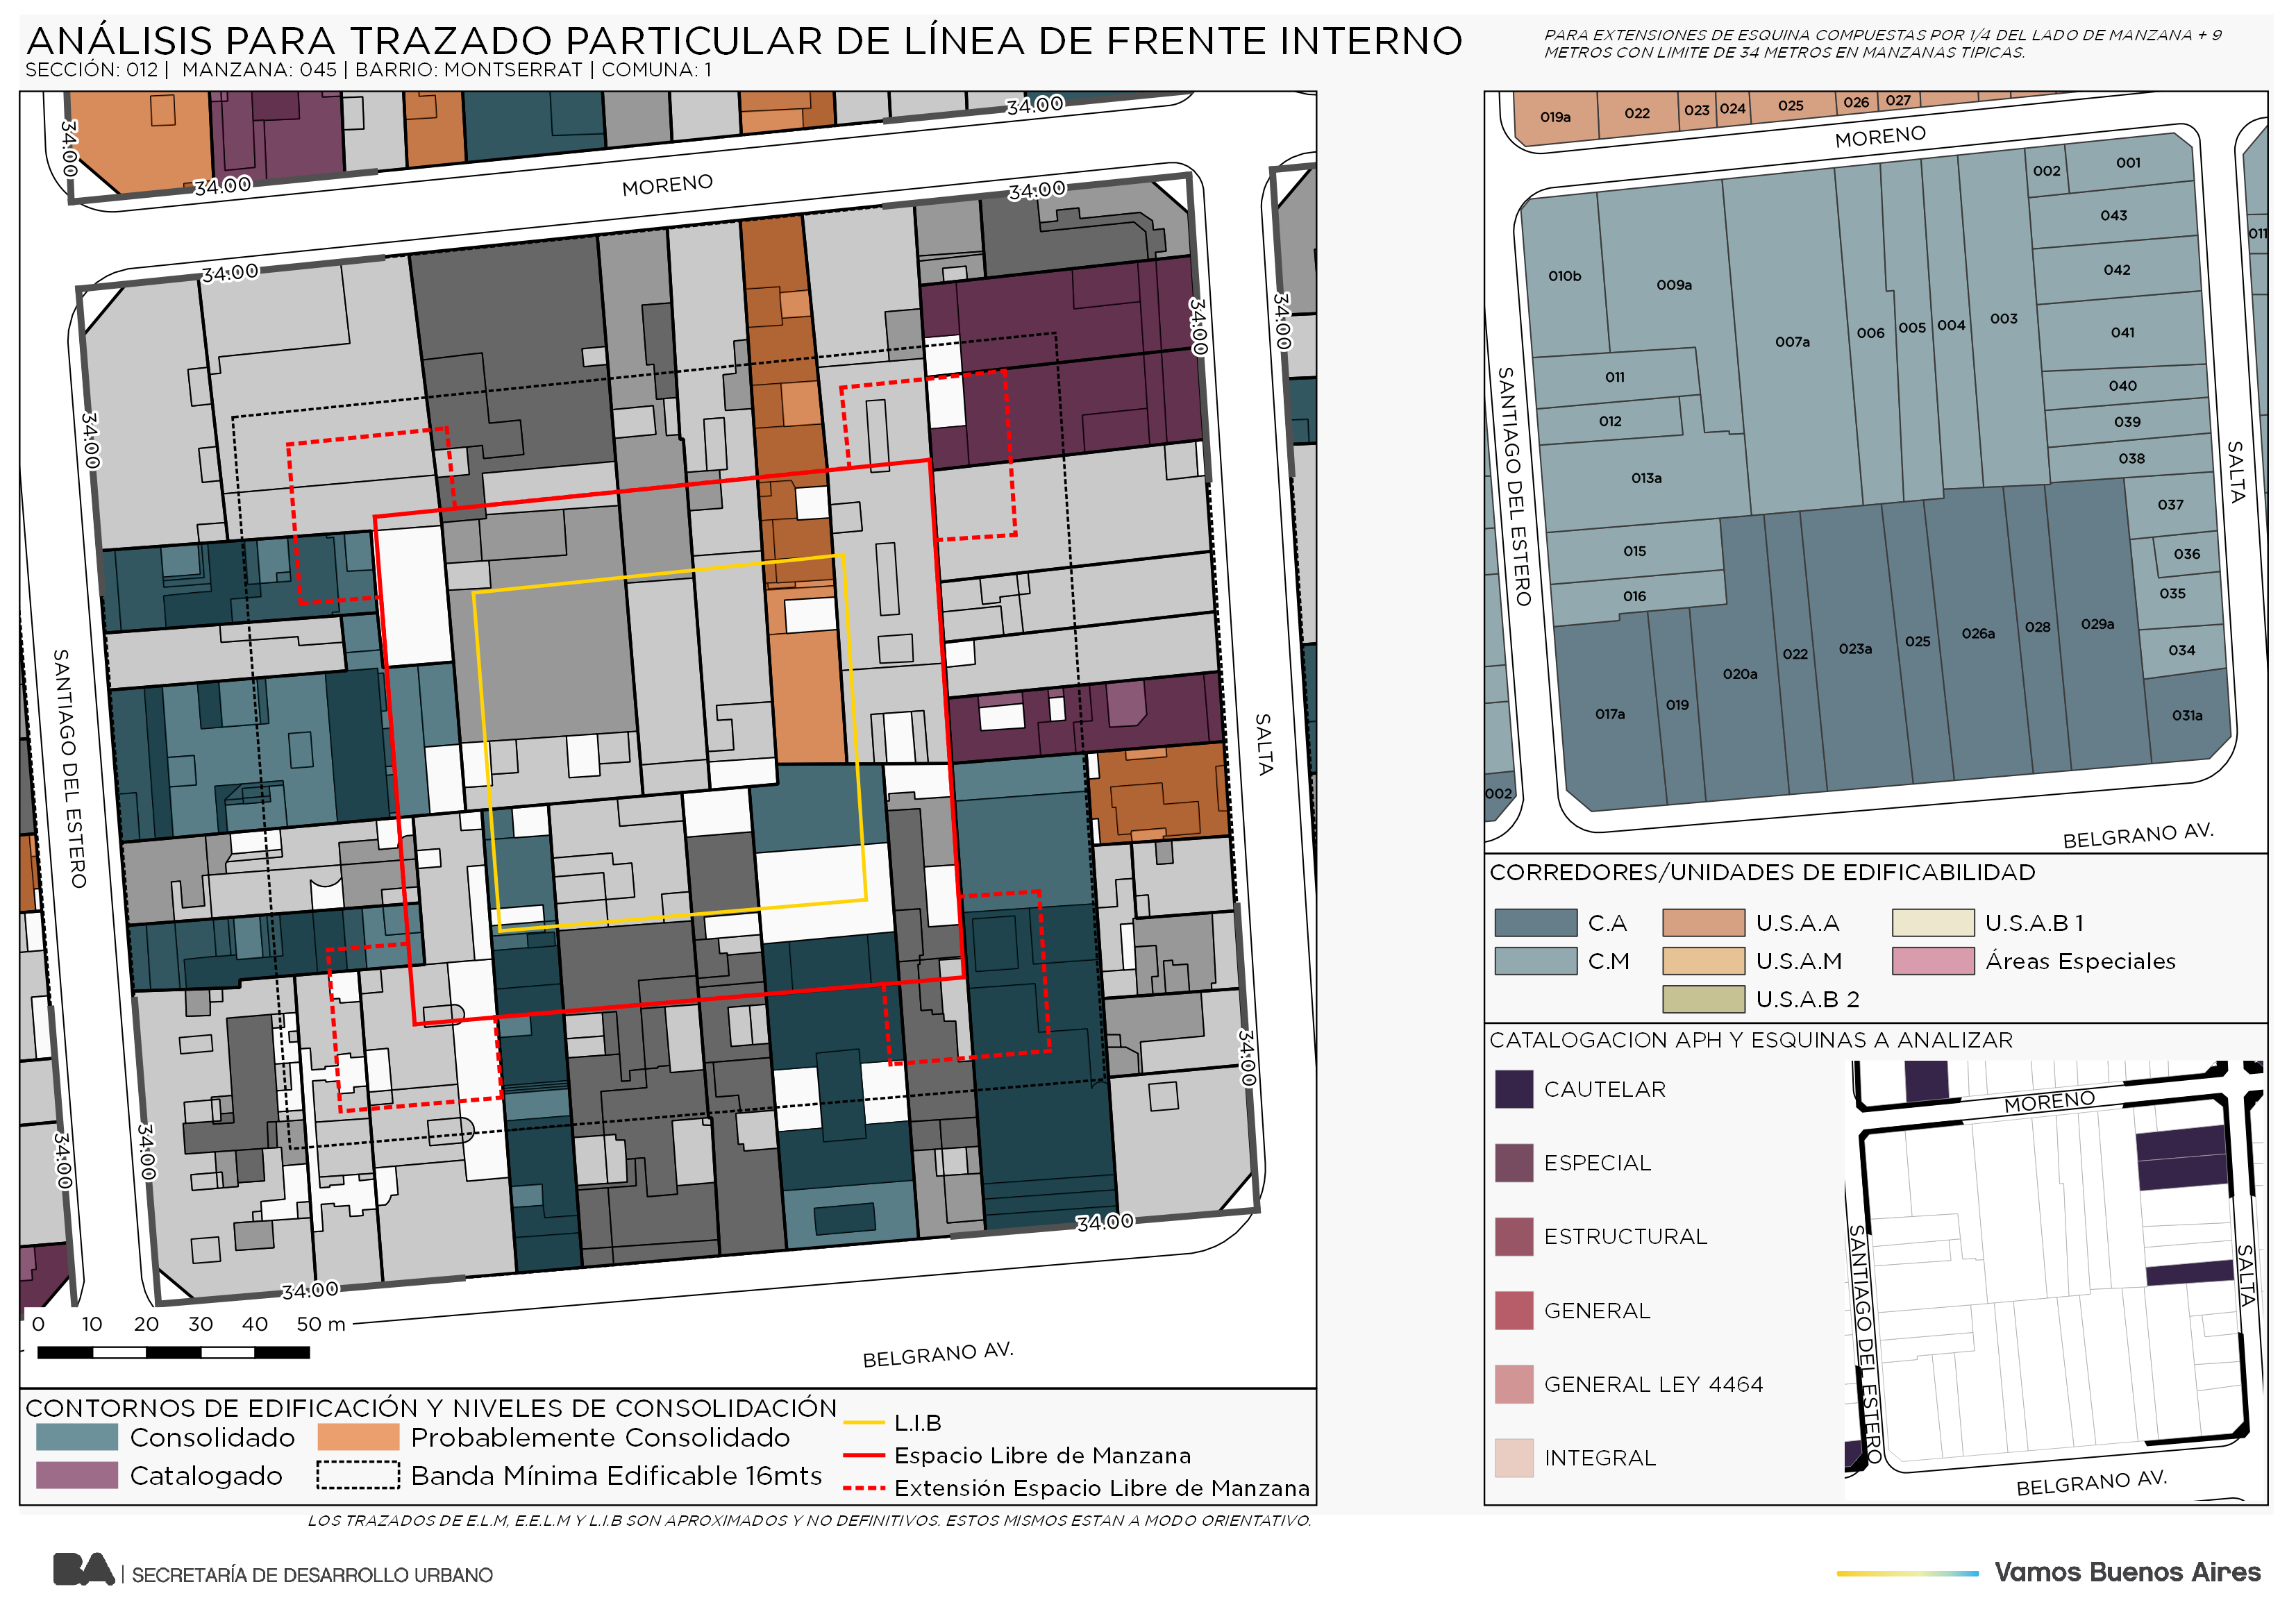 ANÁLISIS PARA TRAZADO PARTICULAR DE LÍNEA DE FRENTE INTERNO
SECCIÓN: 012 | MANZANA: 045 | BARRIO: MONTSERRAT | COMUNA: 1
PARA EXTENSIONES DE ESQUINA COMPUESTAS POR 1/4 DEL LADO DE MANZANA + 9
METROS CON LIMITE DE 34 METROS EN MANZANAS TIPICAS.
34.00
34.00
34.00
MORENO
34.00
34.00
34.00
34.00
34.00
SANTIAGO DEL ESTERO
SALTA
34.00
34.00
34.00
34.00
34.00
BELGRANO AV.
0 10 20 30 40 50 m
CONTORNOS DE EDIFICACIÓN Y NIVELES DE CONSOLIDACIÓN
Consolidado
Probablemente Consolidado
Catalogado
Banda Mínima Edificable 16mts
L.I.B
Espacio Libre de Manzana
Extensión Espacio Libre de Manzana
LOS TRAZADOS DE E.L.M, E.E.L.M Y L.I.B SON APROXIMADOS Y NO DEFINITIVOS. ESTOS MISMOS ESTAN A MODO ORIENTATIVO.
019a
022
023
024
025
026
027
MORENO
002
001
043
011
042
010b
009a
007a
006
005
004
003
041
040
039
038
011
012
013a
037
036
035
034
015
016
SANTIAGO DEL ESTERO
SALTA
017a
019
020a
022
023a
025
026a
028
029a
031a
002
BELGRANO AV.
CORREDORES/UNIDADES DE EDIFICABILIDAD
C.A
U.S.A.A
U.S.A.B 1
C.M
U.S.A.M
Áreas Especiales
U.S.A.B 2
CATALOGACION APH Y ESQUINAS A ANALIZAR
CAUTELAR
ESPECIAL
ESTRUCTURAL
GENERAL
GENERAL LEY 4464
INTEGRAL
MORENO
SANTIAGO DEL ESTERO
SALTA
BELGRANO AV.
BA | SECRETARÍA DE DESARROLLO URBANO
Vamos Buenos Aires